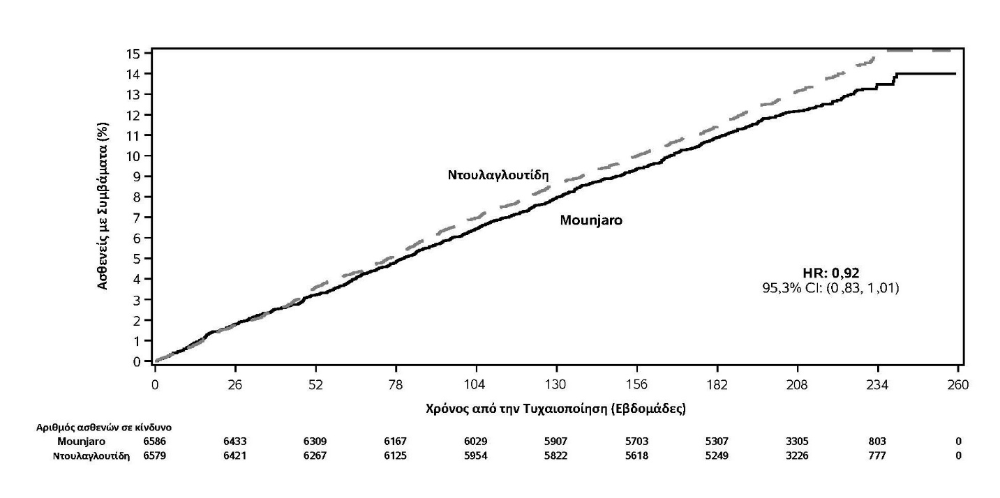 15
14
13
12
11
10
9
8
7
6
5
4
3
2
1
0
Ασθενείς με Συμβάματα (%)
Ντουλαγλουτίδη
Mounjaro
HR: 0,92
95,3% CI: (0,83, 1,01)
0 26 52 78 104 130 156 182 208 234 260
Χρόνος από την Τυχαιοποίηση (Εβδομάδες)
Αριθμός ασθενών σε κίνδυνο
Mounjaro 6586 6433 6309 6167 6029 5907 5703 5307 3305 803 0
Ντουλαγλουτίδη 6579 6421 6267 6125 5954 5822 5618 5249 3226 777 0